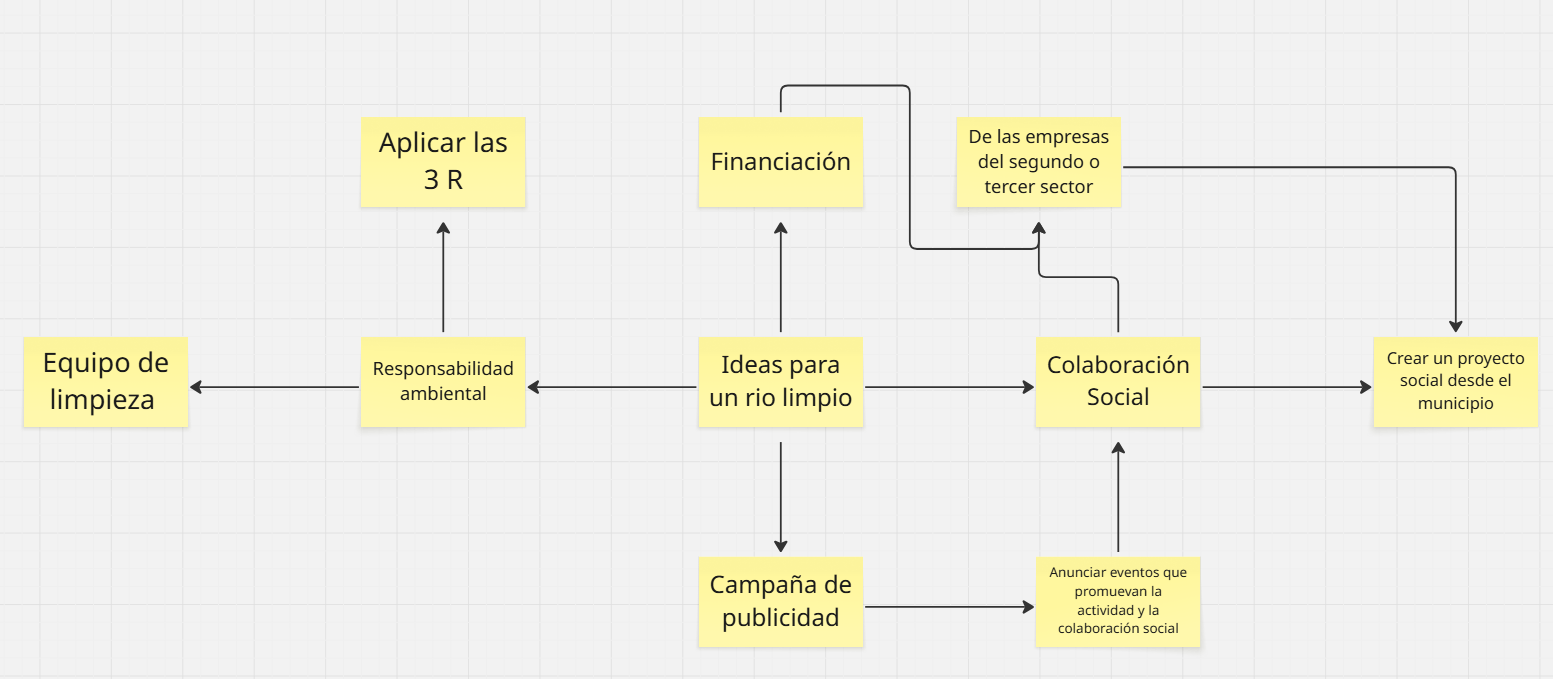 Aplicar las
3 R
Financiación
De las empresas
del segundo o
tercer sector
Equipo de
limpieza
Responsabilidad
ambiental
Ideas para
un rio limpio
Colaboración
Social
Crear un proyecto
social desde el
municipio
Campaña de
publicidad
Anunciar eventos que
promuevan la
actividad y la
colaboración social